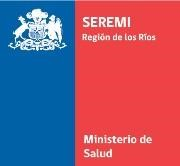 SEREMI
Región de los Ríos
Ministerio de
Salud